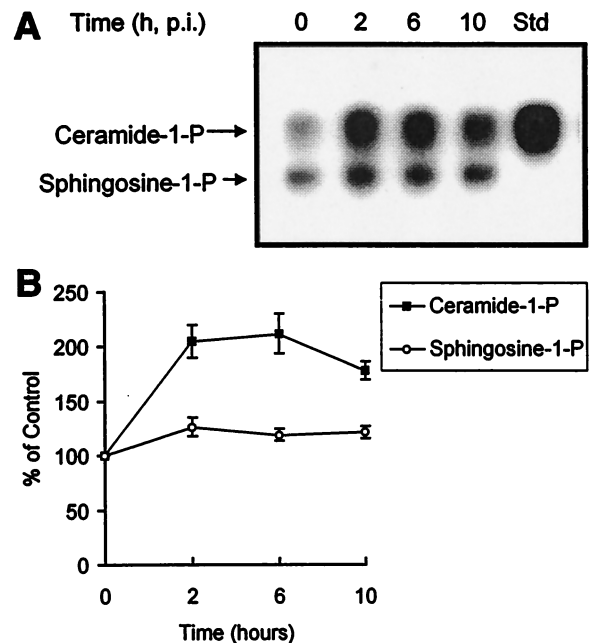 A Time (h, p.i.) 0 2 6 10 Std
Ceramide-1-P
Sphingosine-1-P
B
250
200
150
100
50
0
% of Control
0 2 6 10
Time (hours)
Ceramide-1-P
Sphingosine-1-P